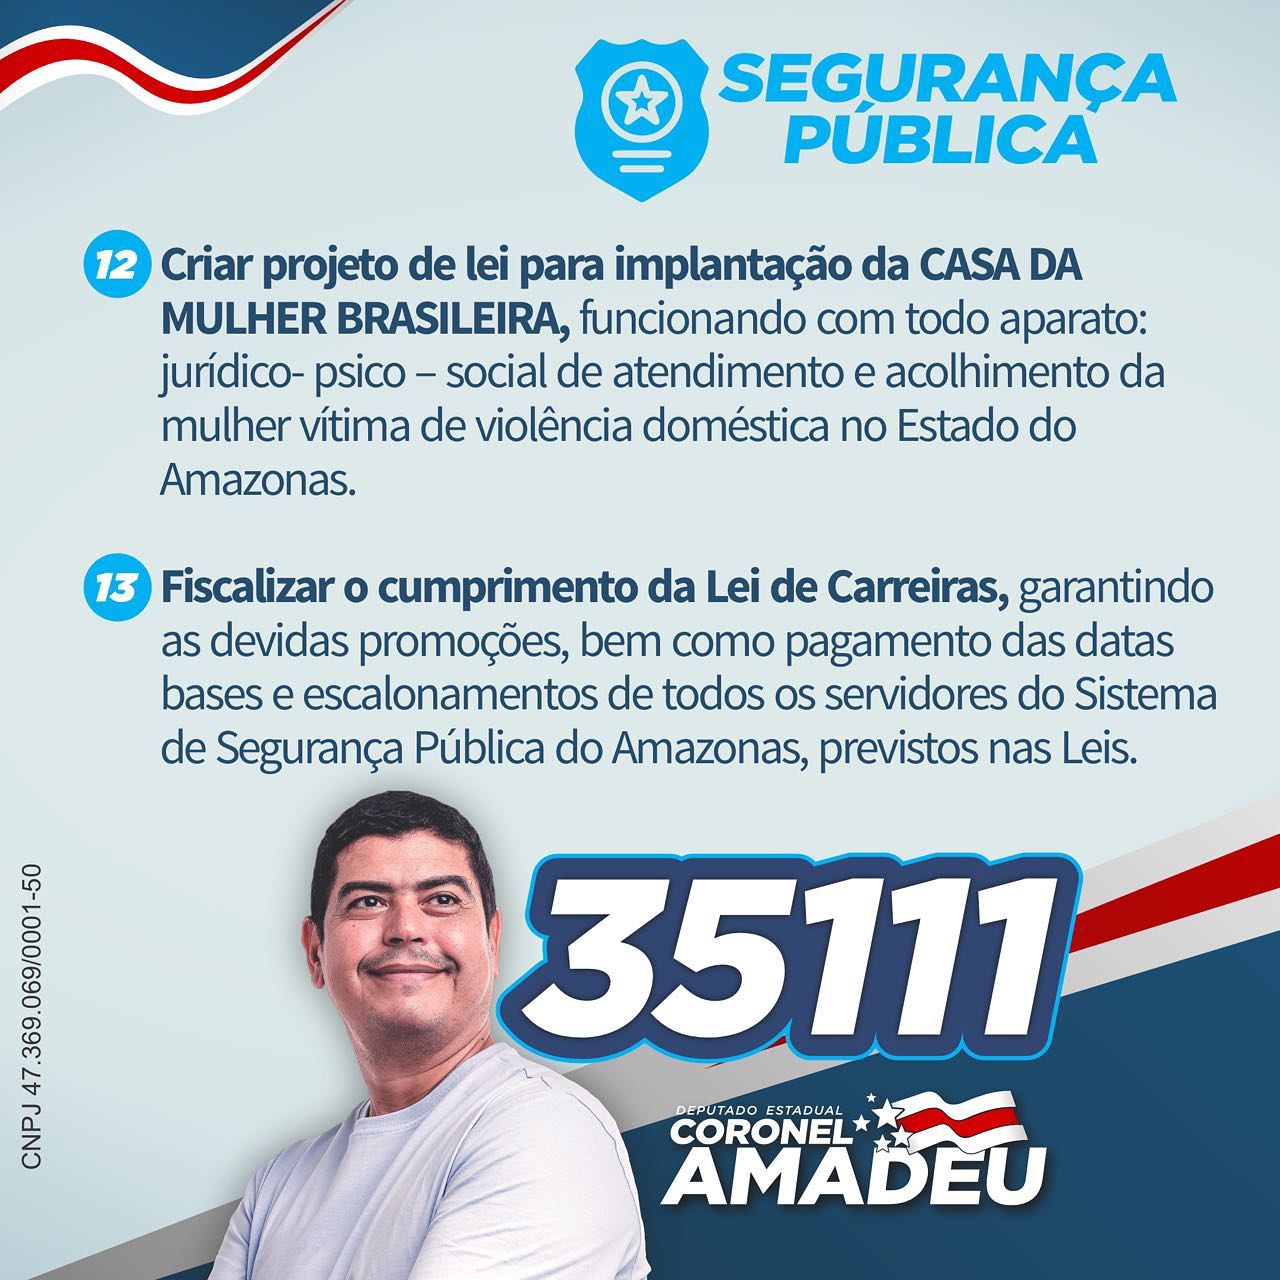 SEGURANÇA
PÚBLICA
12 Criar projeto de lei para implantação da CASA DA
MULHER BRASILEIRA, funcionando com todo aparato:
jurídico- psico – social de atendimento e acolhimento da
mulher vítima de violência doméstica no Estado do
Amazonas.
13 Fiscalizar o cumprimento da Lei de Carreiras, garantindo
as devidas promoções, bem como pagamento das datas
bases e escalonamentos de todos os servidores do Sistema
de Segurança Pública do Amazonas, previstos nas Leis.
CNPJ 47.369.069/0001-50
35111
DEPUTADO ESTADUAL
CORONEL
AMADEU